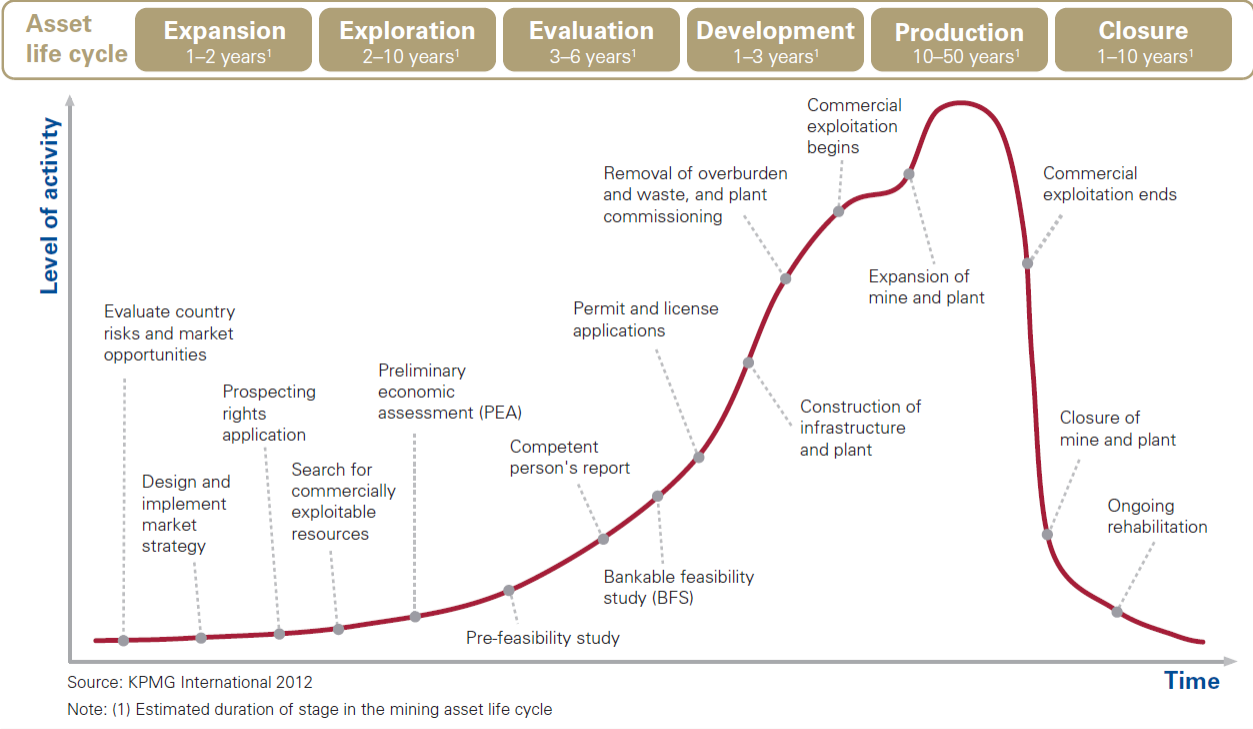 Asset
life cycle
Expansion
1–2 years¹
Exploration
2–10 years¹
Evaluation
3–6 years¹
Development
1–3 years¹
Production
10–50 years¹
Closure
1–10 years¹
Level of activity
Evaluate country
risks and market
opportunities
Design and
implement
market
strategy
Prospecting
rights
application
Search for
commercially
exploitable
resources
Preliminary
economic
assessment (PEA)
Pre-feasibility study
Competent
person's report
Bankable feasibility
study (BFS)
Permit and license
applications
Construction of
infrastructure
and plant
Removal of overburden
and waste, and plant
commissioning
Commercial
exploitation
begins
Expansion of
mine and plant
Commercial
exploitation ends
Closure of
mine and plant
Ongoing
rehabilitation
Time
Source: KPMG International 2012
Note: (1) Estimated duration of stage in the mining asset life cycle